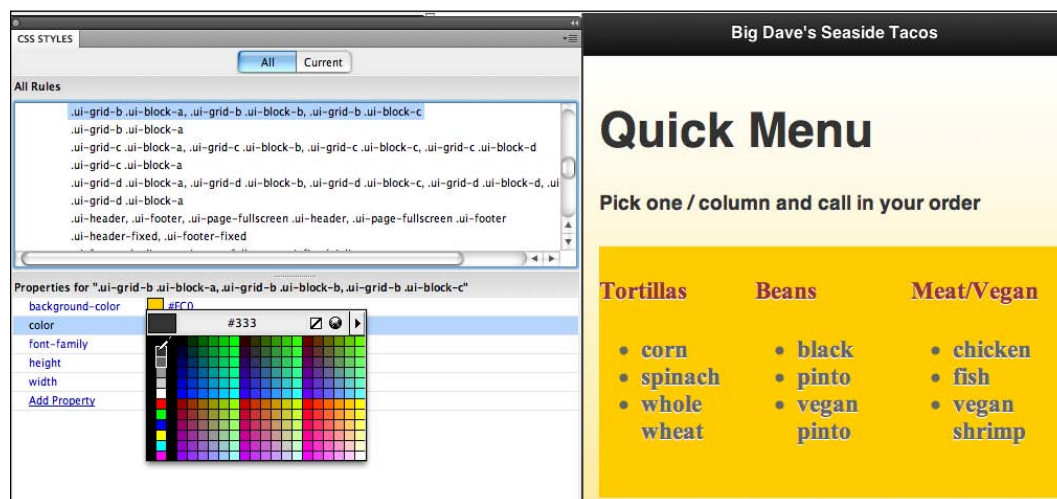 CSS STYLES
All Current
All Rules
.ui-grid-b .ui-block-a, .ui-grid-b .ui-block-b, .ui-grid-b .ui-block-c
.ui-grid-b .ui-block-a
.ui-grid-c .ui-block-a, .ui-grid-c .ui-block-b, .ui-grid-c .ui-block-c, .ui-grid-c .ui-block-d
.ui-grid-c .ui-block-a
.ui-grid-d .ui-block-a, .ui-grid-d .ui-block-b, .ui-grid-d .ui-block-c, .ui-grid-d .ui-block-d, .ui
.ui-grid-d .ui-block-a
.ui-header, .ui-footer, .ui-page-fullscreen .ui-header, .ui-page-fullscreen .ui-footer
.ui-header-fixed, .ui-footer-fixed
Properties for ".ui-grid-b .ui-block-a, .ui-grid-b .ui-block-b, .ui-grid-b .ui-block-c"
background-color #FC0
color
#333
font-family
height
width
Add Property
Big Dave's Seaside Tacos
Quick Menu
Pick one / column and call in your order
Tortillas Beans Meat/Vegan
• corn • black • chicken
• spinach • pinto • fish
• whole • vegan • vegan
wheat pinto shrimp